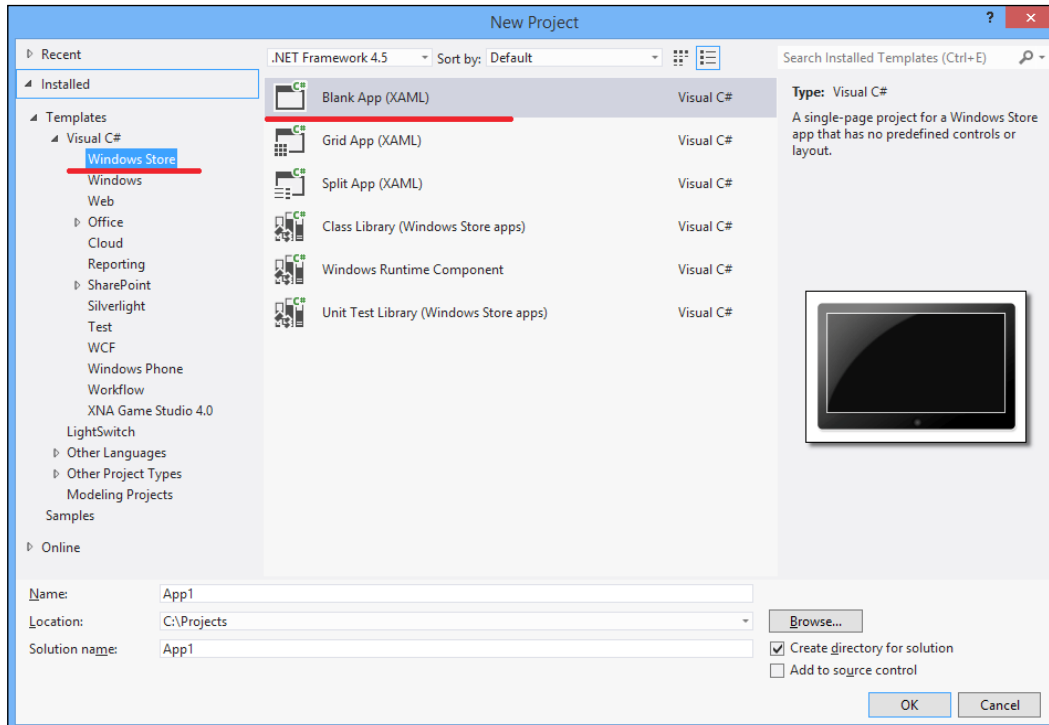 New Project
?
Recent
.NET Framework 4.5
Sort by: Default
Search Installed Templates (Ctrl+E)
Installed
Templates
Visual C#
Windows Store
Windows
Web
Office
Cloud
Reporting
SharePoint
Silverlight
Test
WCF
Windows Phone
Workflow
XNA Game Studio 4.0
LightSwitch
Other Languages
Other Project Types
Modeling Projects
Samples
Online
C# Blank App (XAML) Visual C#
C# Grid App (XAML) Visual C#
C# Split App (XAML) Visual C#
C# Class Library (Windows Store apps) Visual C#
C# Windows Runtime Component Visual C#
C# Unit Test Library (Windows Store apps) Visual C#
Type: Visual C#
A single-page project for a Windows Store
app that has no predefined controls or
layout.
Name: App1
Location: C:\Projects
Browse...
Solution name: App1
Create directory for solution
Add to source control
OK Cancel